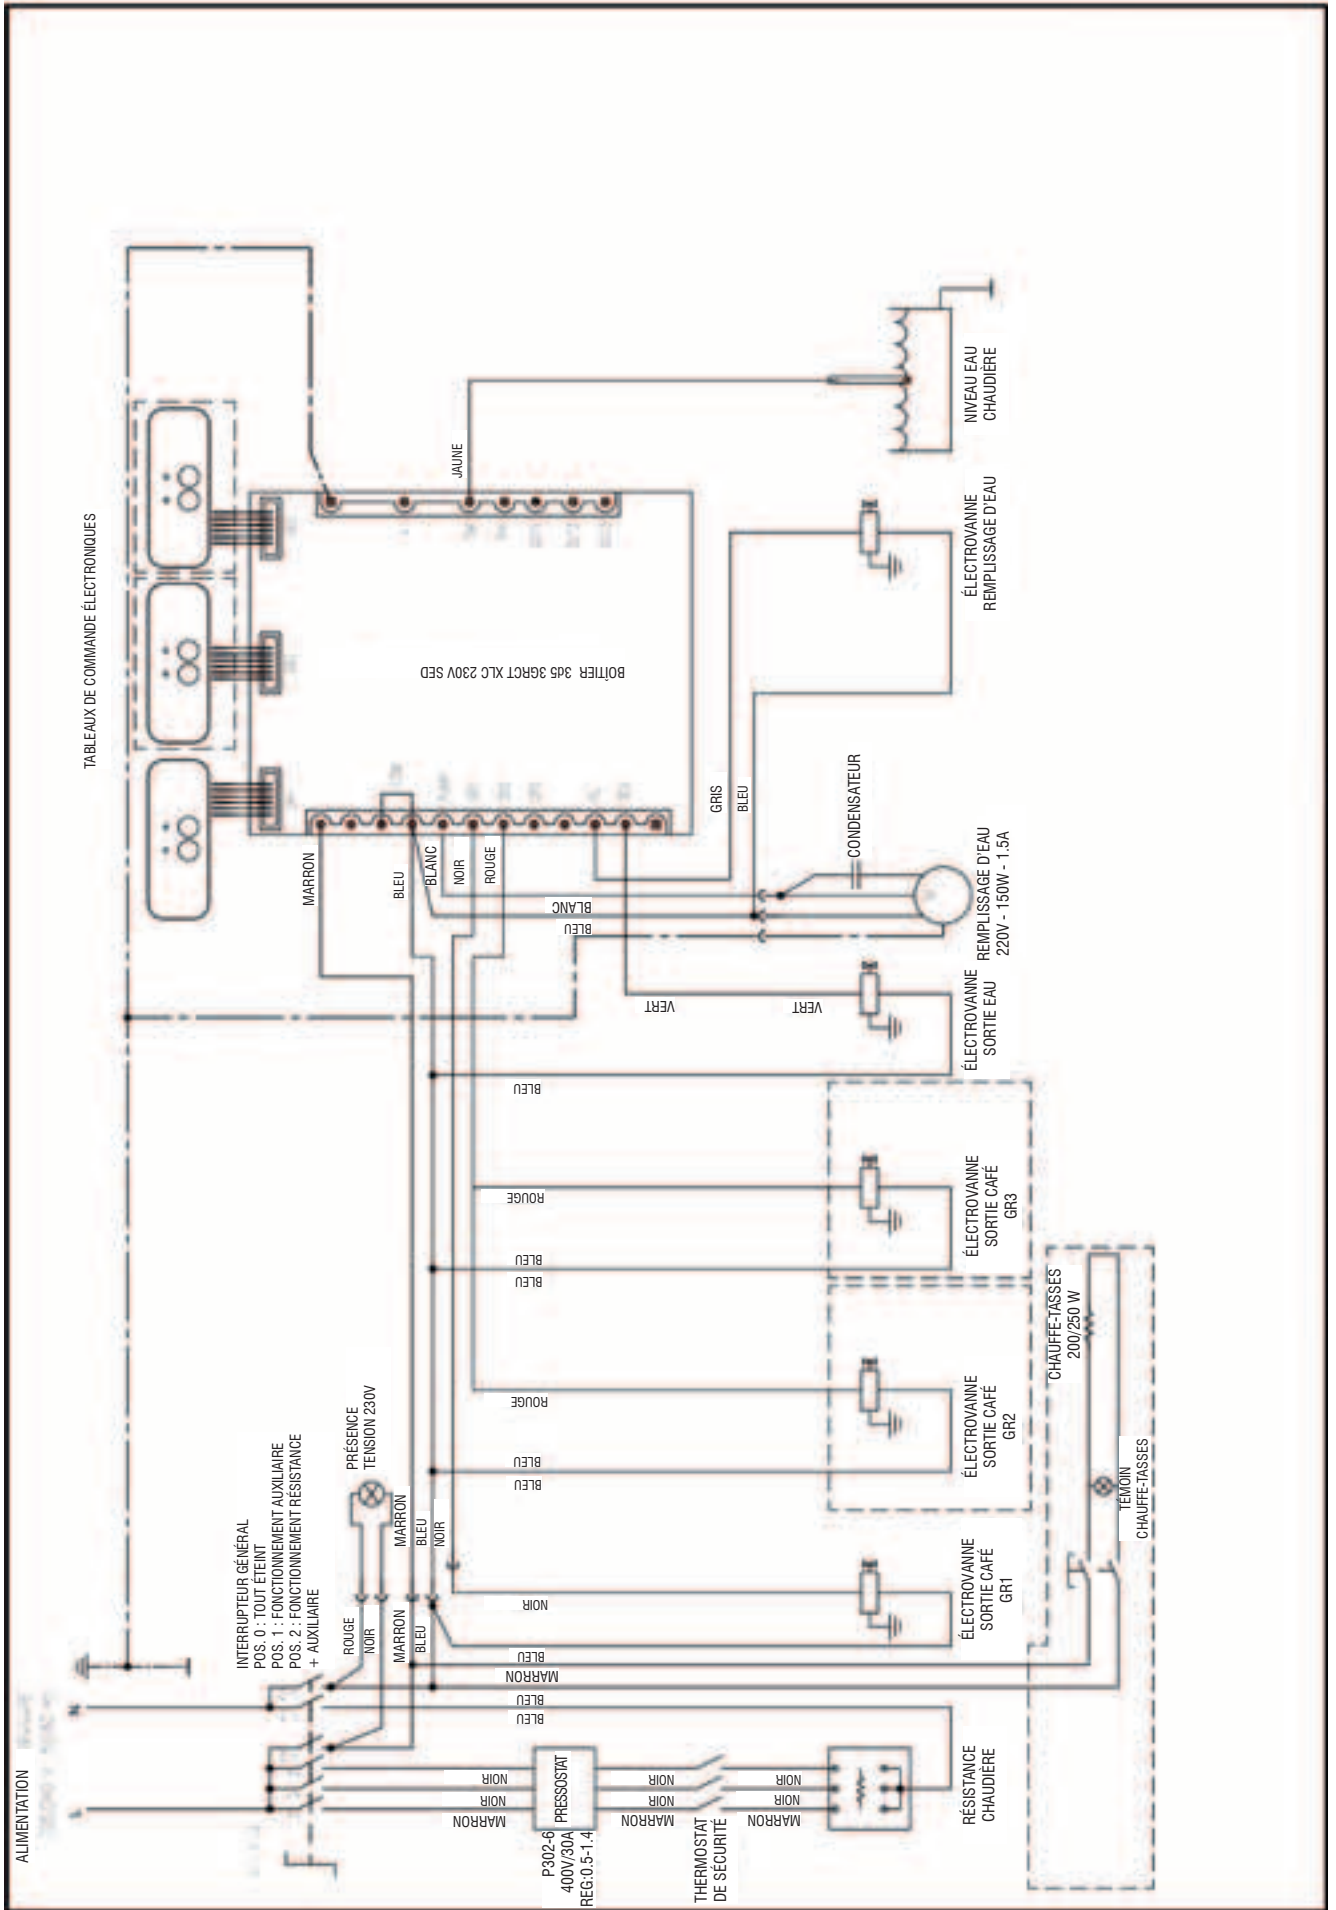 ALIMENTATION
L
N
INTERRUPTEUR GÉNÉRAL
POS. 0 : TOUT ÉTEINT
POS. 1 : FONCTIONNEMENT AUXILIAIRE
POS. 2 : FONCTIONNEMENT RÉSISTANCE
+ AUXILIAIRE
PRÉSENCE
TENSION 230V
TABLEAUX DE COMMANDE ÉLECTRONIQUES
ROUGE
NOIR
MARRON
BLEU
MARRON
BLEU
NOIR
MARRON
BLEU
BLANC
NOIR
ROUGE
BOÎTIER 3d5 3GRCT XLC 230V SED
JAUNE
P302-6
400V/30A
REG:0.5-1.4
PRESSOSTAT
MARRON
NOIR
NOIR
BLEU
BLEU
MARRON
BLEU
NOIR
BLEU
BLEU
ROUGE
BLEU
BLEU
ROUGE
BLEU
BLEU
BLANC
MARRON
NOIR
NOIR
VERT
THERMOSTAT
DE SÉCURITÉ
MARRON
NOIR
NOIR
VERT
GRIS
BLEU
CONDENSATEUR
RÉSISTANCE
CHAUDIÈRE
ÉLECTROVANNE
SORTIE CAFÉ
GR1
ÉLECTROVANNE
SORTIE CAFÉ
GR2
ÉLECTROVANNE
SORTIE CAFÉ
GR3
ÉLECTROVANNE
SORTIE EAU
REMPLISSAGE D'EAU
220V - 150W - 1.5A
ÉLECTROVANNE
REMPLISSAGE D'EAU
NIVEAU EAU
CHAUDIÈRE
CHAUFFE-TASSES
200/250 W
TÉMOIN
CHAUFFE-TASSES